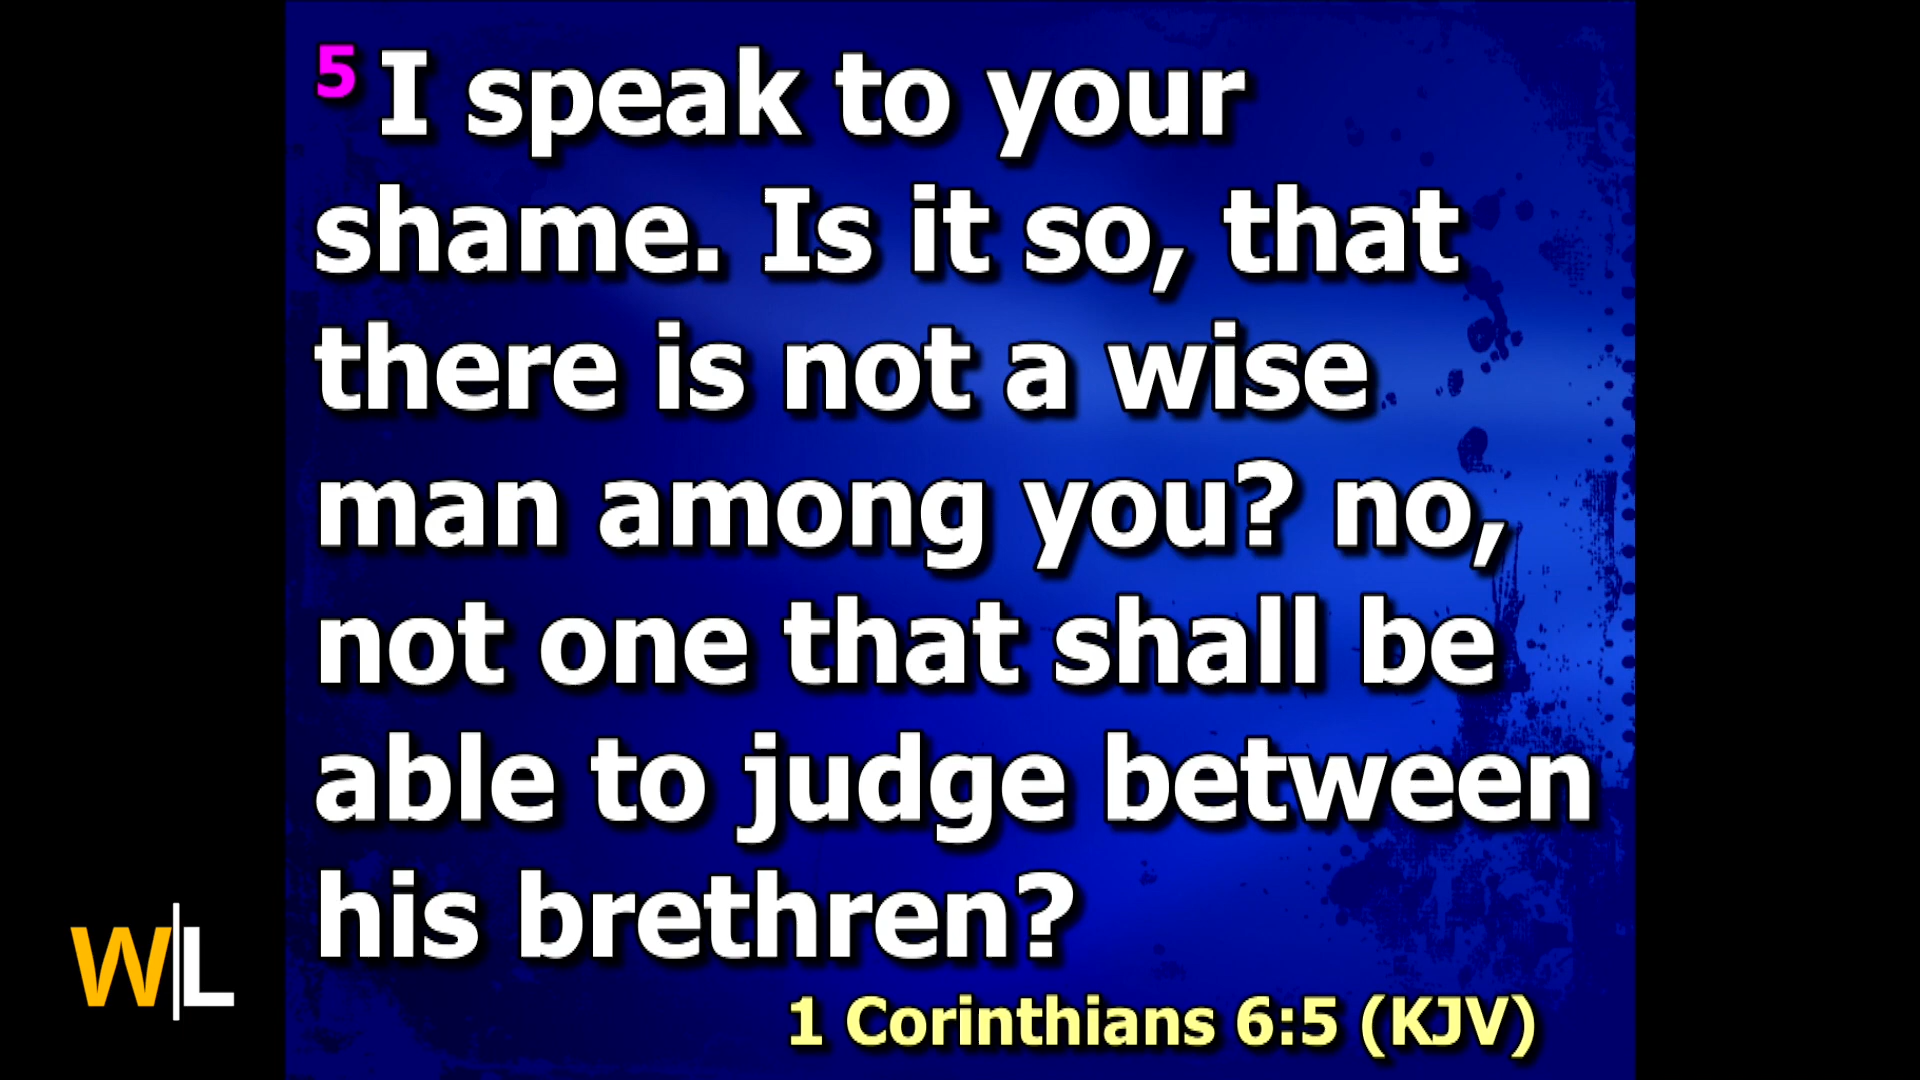 5 I speak to your
shame. Is it so, that
there is not a wise
man among you? no,
not one that shall be
able to judge between
his brethren?
1 Corinthians 6:5 (KJV)
W|L